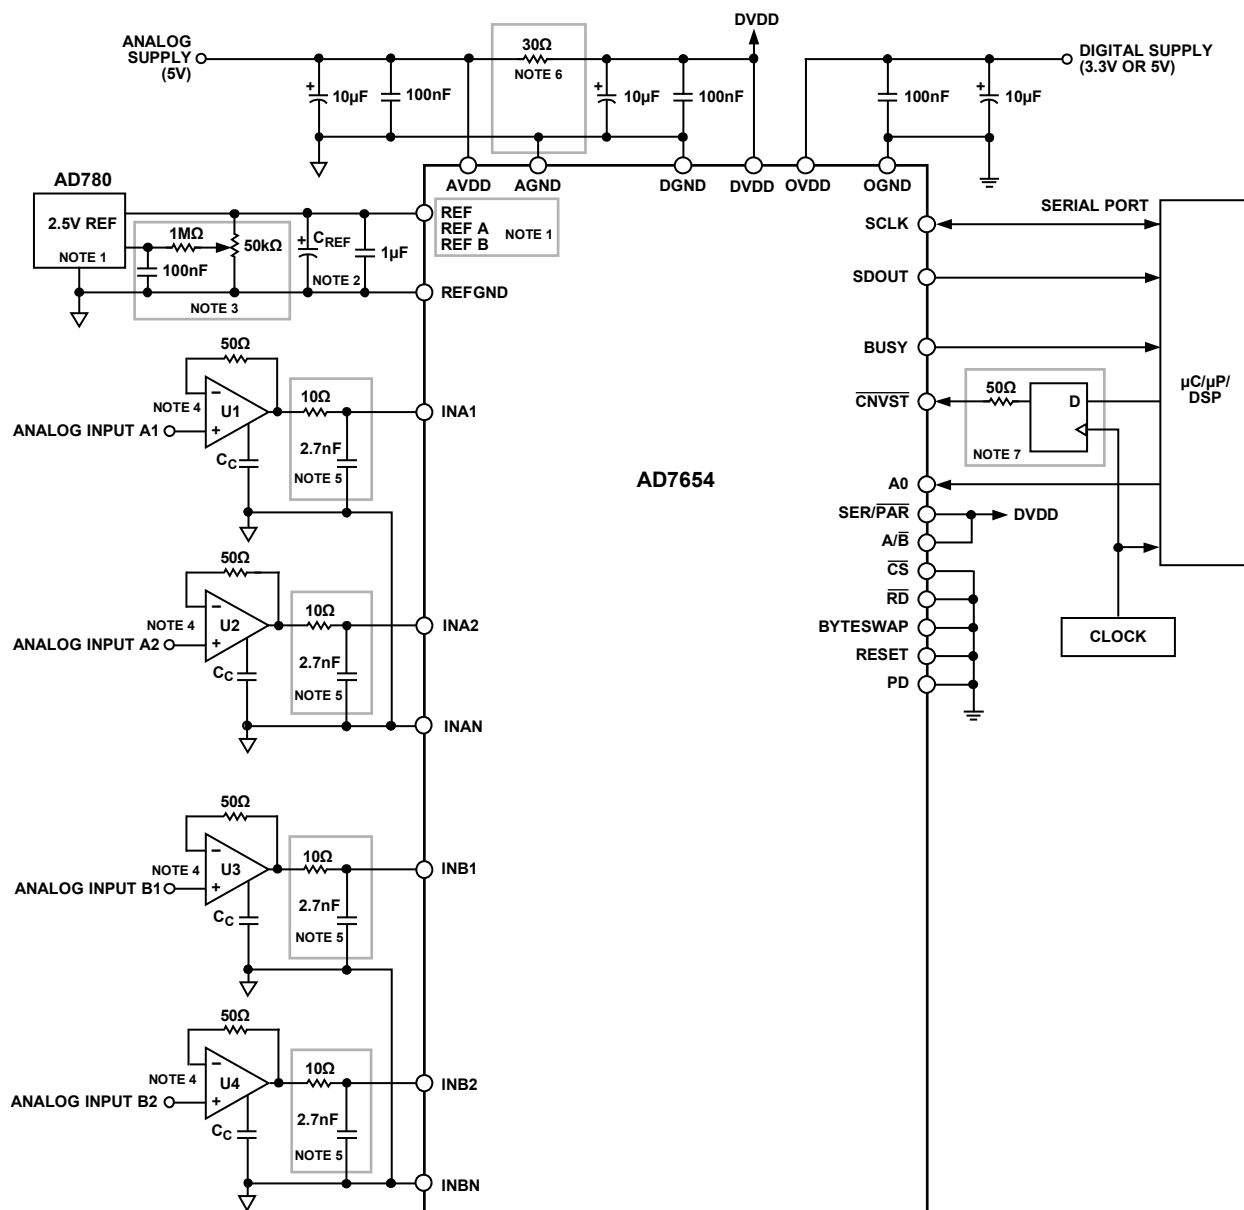 ANALOG
SUPPLY
(5V)
10µF
100nF
30Ω
NOTE 6
10µF
100nF
DVDD
100nF
10µF
DIGITAL SUPPLY
(3.3V OR 5V)
AVDD
AGND
DGND
DVDD
OVDD
OGND
AD780
2.5V REF
NOTE 1
1MΩ
100nF
50kΩ
NOTE 3
CREF
NOTE 2
1µF
REF
REF A
REF B
NOTE 1
REFGND
SCLK
SERIAL PORT
SDOUT
BUSY
CNVST
50Ω
D
NOTE 7
µC/µP/
DSP
A0
SER/PAR
DVDD
A/B
CS
RD
BYTESWAP
RESET
PD
CLOCK
AD7654
50Ω
NOTE 4
U1
ANALOG INPUT A1
CC
10Ω
2.7nF
NOTE 5
INA1
50Ω
NOTE 4
U2
ANALOG INPUT A2
CC
10Ω
2.7nF
NOTE 5
INA2
INAN
50Ω
NOTE 4
U3
ANALOG INPUT B1
CC
10Ω
2.7nF
NOTE 5
INB1
50Ω
NOTE 4
U4
ANALOG INPUT B2
CC
10Ω
2.7nF
NOTE 5
INB2
INBN